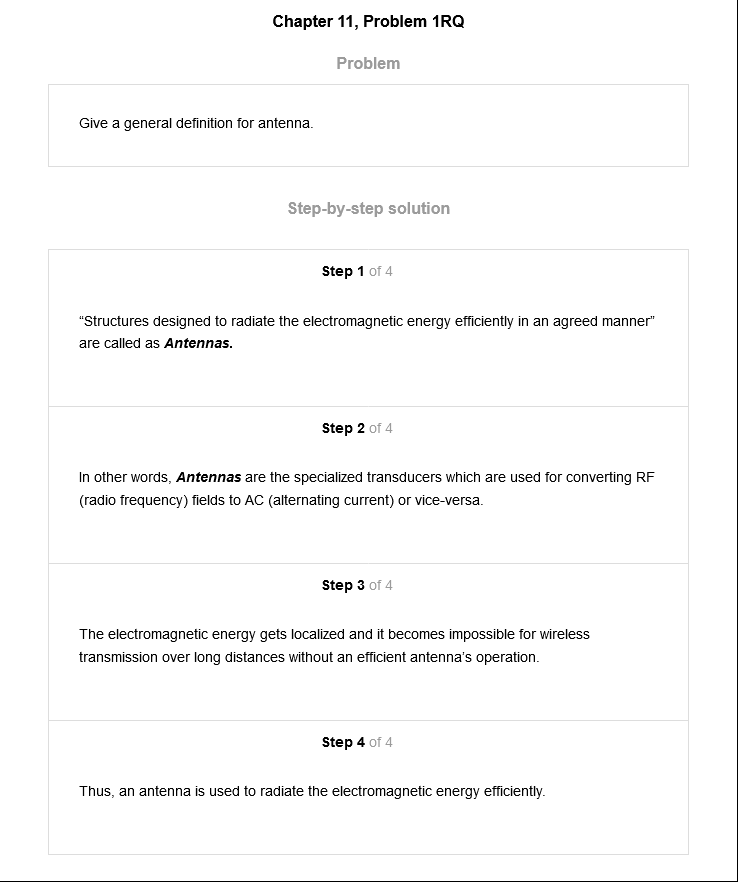 Chapter 11, Problem 1RQ
Problem
Give a general definition for antenna.
Step-by-step solution
Step 1 of 4
“Structures designed to radiate the electromagnetic energy efficiently in an agreed manner”
are called as Antennas.
Step 2 of 4
In other words, Antennas are the specialized transducers which are used for converting RF
(radio frequency) fields to AC (alternating current) or vice-versa.
Step 3 of 4
The electromagnetic energy gets localized and it becomes impossible for wireless
transmission over long distances without an efficient antenna’s operation.
Step 4 of 4
Thus, an antenna is used to radiate the electromagnetic energy efficiently.